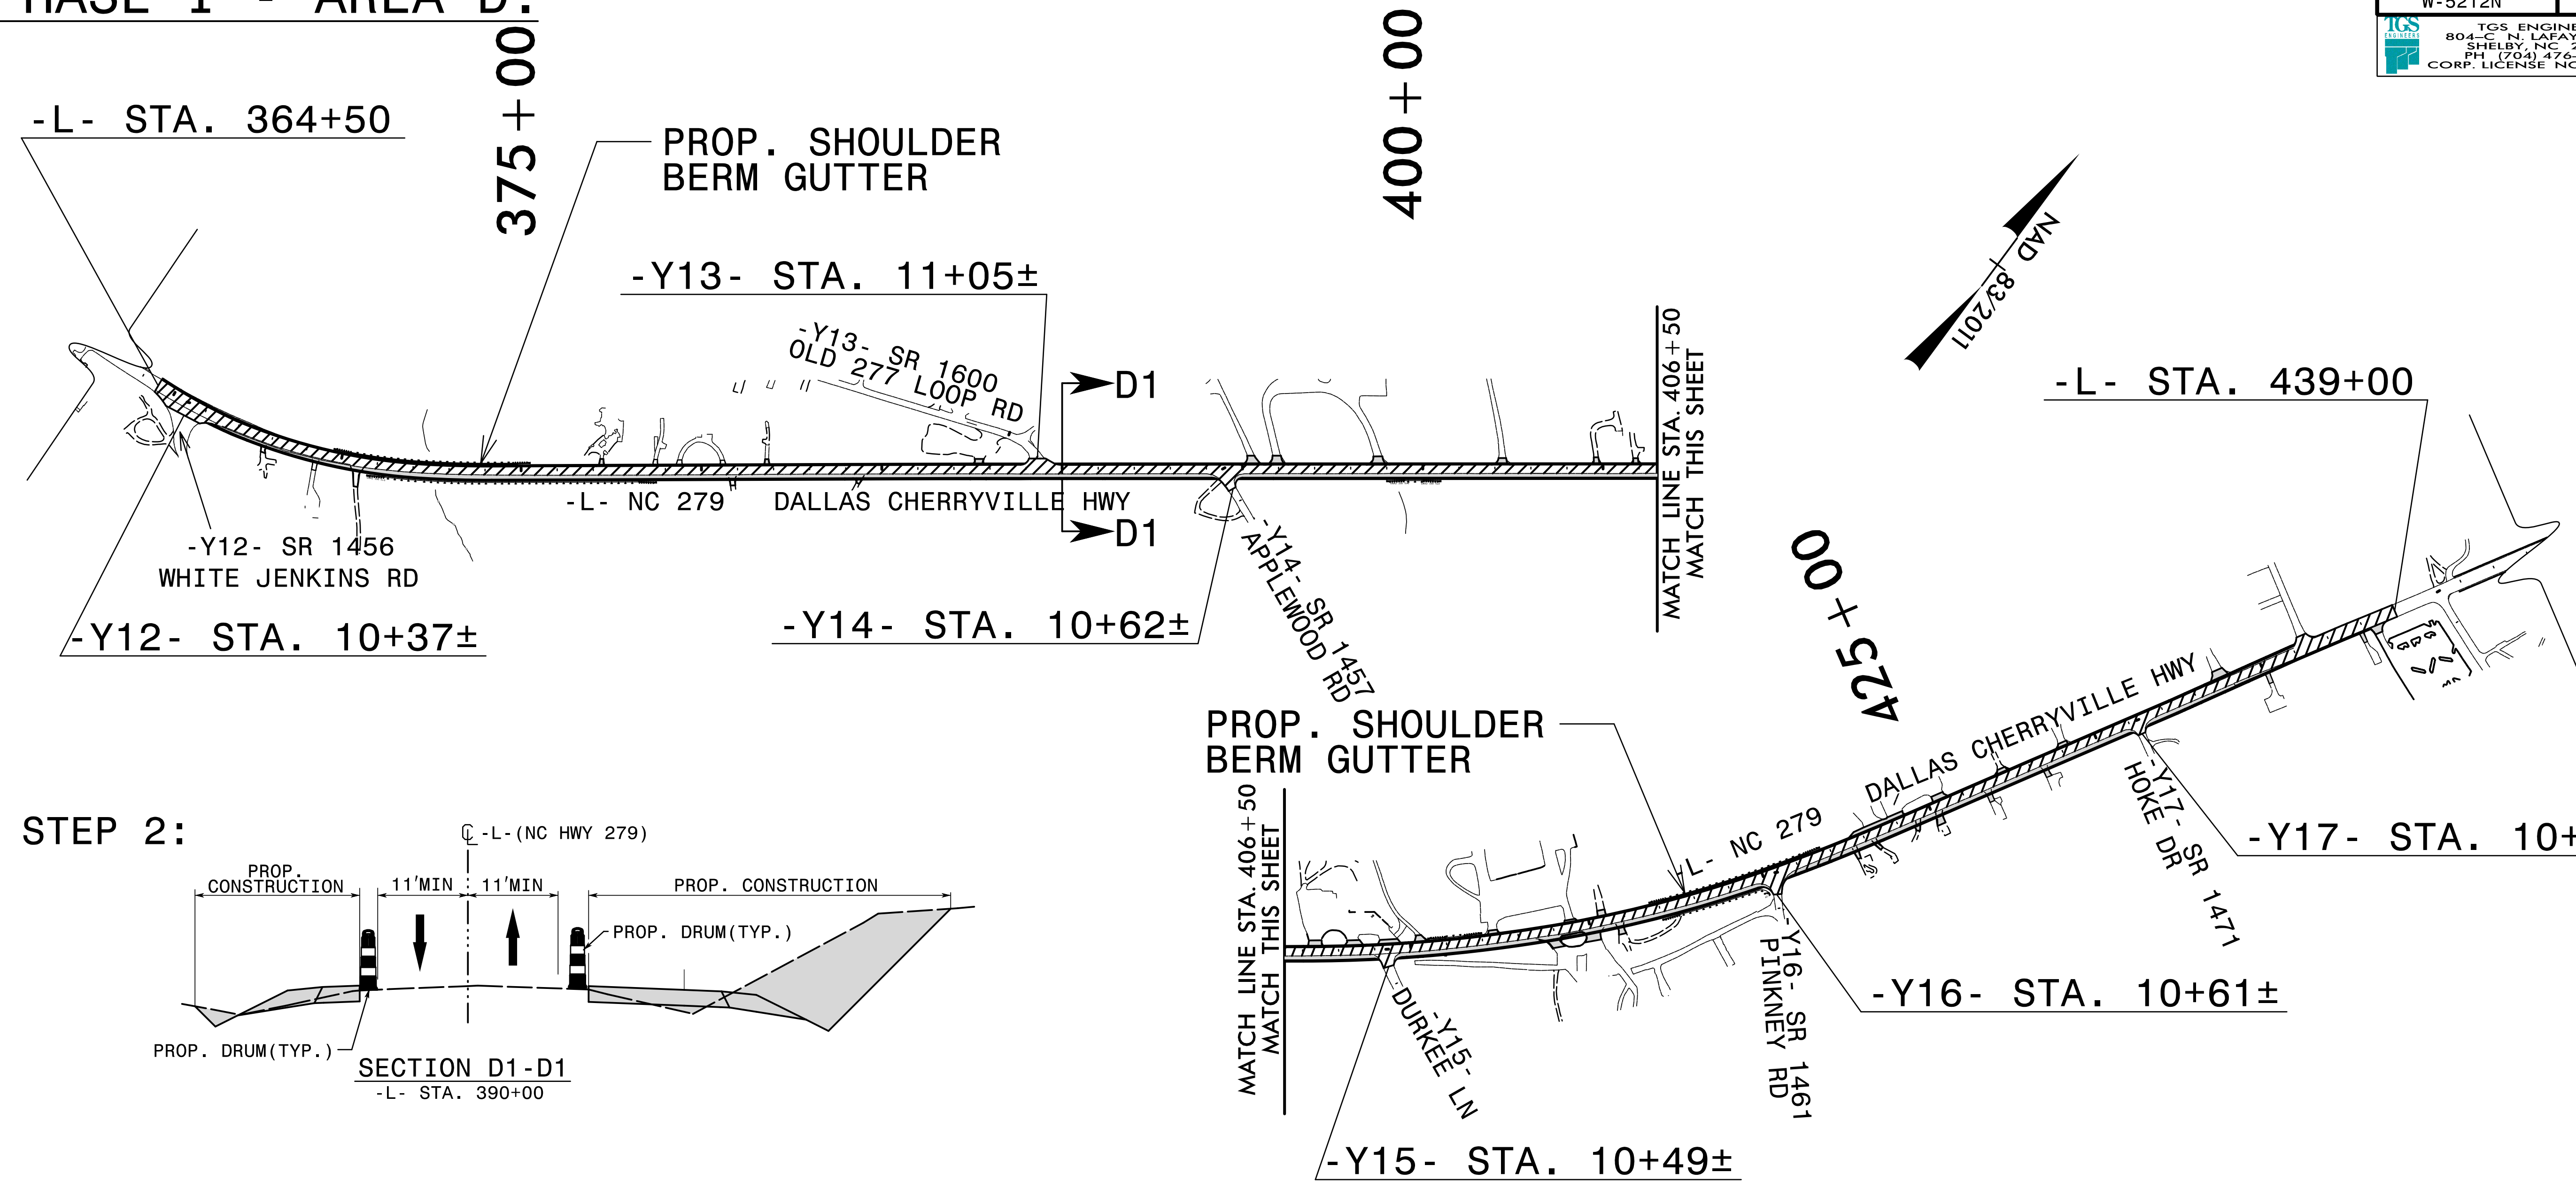 PHASE I - AREA D:
W-5212N
TGS
ENGINEERS
TGS ENGINE
804-C N. LAFAY
SHELBY, NC 2
PH (704) 476-
CORP. LICENSE NO
375+00
400+00
-L- STA. 364+50
PROP. SHOULDER
BERM GUTTER
-Y13- STA. 11+05±
-Y13- SR 1600
OLD 277 LOOP RD
D1
D1
-L- NC 279 DALLAS CHERRYVILLE HWY
-Y12- SR 1456
WHITE JENKINS RD
-Y12- STA. 10+37±
-Y14- STA. 10+62±
-Y14- SR 1457
APPLEWOOD RD
MATCH LINE STA. 406+50
MATCH THIS SHEET
NAD 83/2011
-L- STA. 439+00
425+00
PROP. SHOULDER
BERM GUTTER
MATCH LINE STA. 406+50
MATCH THIS SHEET
-L- NC 279
DALLAS CHERRYVILLE HWY
-Y17- SR 1471
HOKE DR
-Y17- STA. 10+
-Y16- SR 1461
PINKNEY RD
-Y16- STA. 10+61±
-Y15-
DURKEE LN
-Y15- STA. 10+49±
STEP 2:
℄ -L-(NC HWY 279)
PROP.
CONSTRUCTION
11'MIN
11'MIN
PROP. CONSTRUCTION
PROP. DRUM(TYP.)
PROP. DRUM(TYP.)
SECTION D1-D1
-L- STA. 390+00